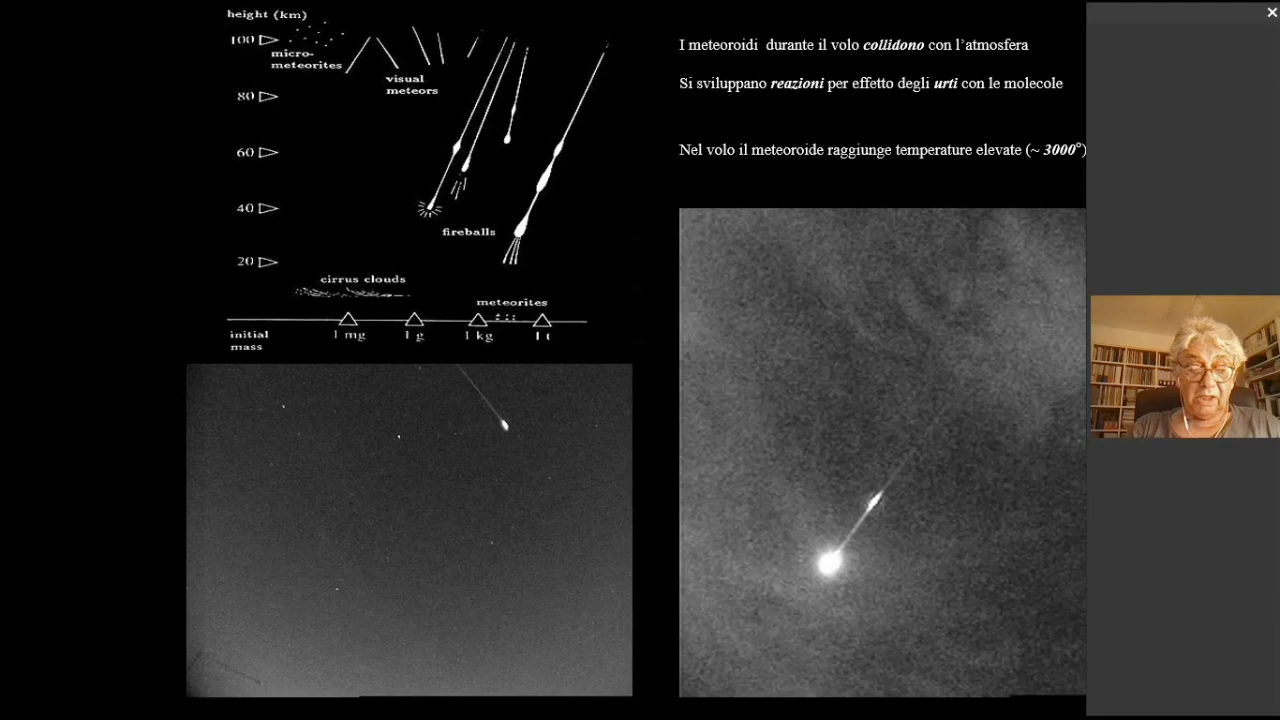 height (km)
100
micro-
meteorites
visual
meteors
80
60
40
fireballs
20
cirrus clouds
meteorites
initial
mass
1 mg
1 g
1 kg
1 t
I meteoroidi durante il volo collidono con l'atmosfera
Si sviluppano reazioni per effetto degli urti con le molecole
Nel volo il meteoroide raggiunge temperature elevate (~ 3000°)